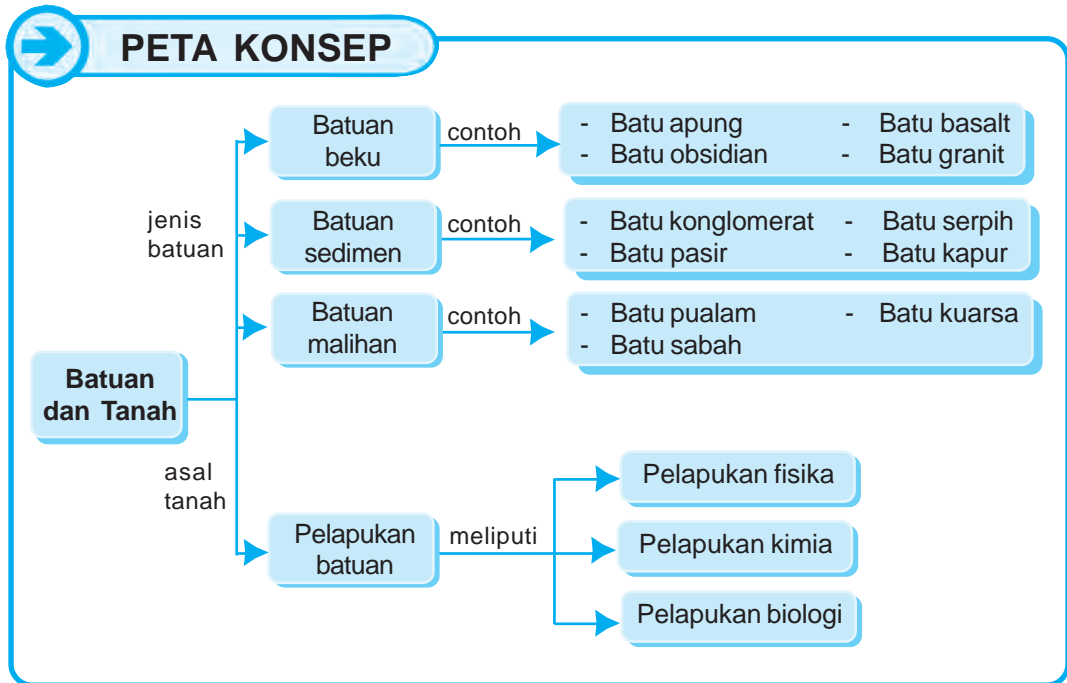 PETA KONSEP
Batuan
beku
contoh
- Batu apung - Batu basalt
- Batu obsidian - Batu granit
jenis
batuan
Batuan
sedimen
contoh
- Batu konglomerat - Batu serpih
- Batu pasir - Batu kapur
Batuan
malihan
contoh
- Batu pualam - Batu kuarsa
- Batu sabah
Batuan
dan Tanah
asal
tanah
Pelapukan
batuan
meliputi
Pelapukan fisika
Pelapukan kimia
Pelapukan biologi